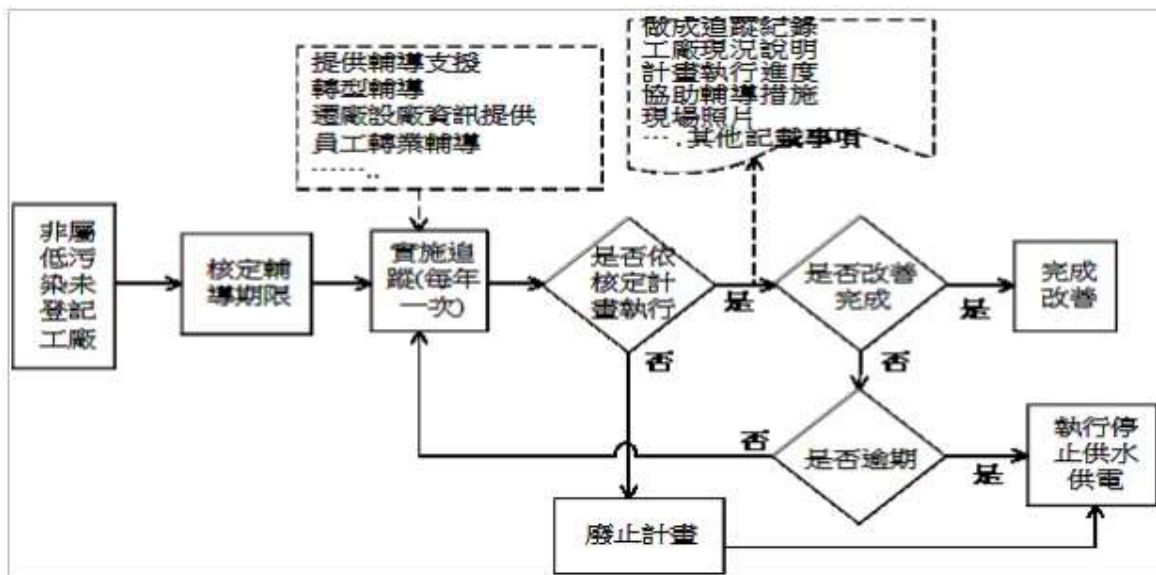 提供輔導支援
轉型輔導
遷廠設廠資訊提供
員工轉業輔導
……..
做成追蹤紀錄
工廠現況說明
計畫執行進度
協助輔導措施
現場照片
….其他記載事項
非屬
低污
染未
登記
工廠
核定輔
導期限
實施追
蹤(每年
一次)
是否依
核定計
畫執行
是
否
是否改善
完成
是
否
完成
改善
是否逾期
否
是
執行停
止供水
供電
廢止計畫